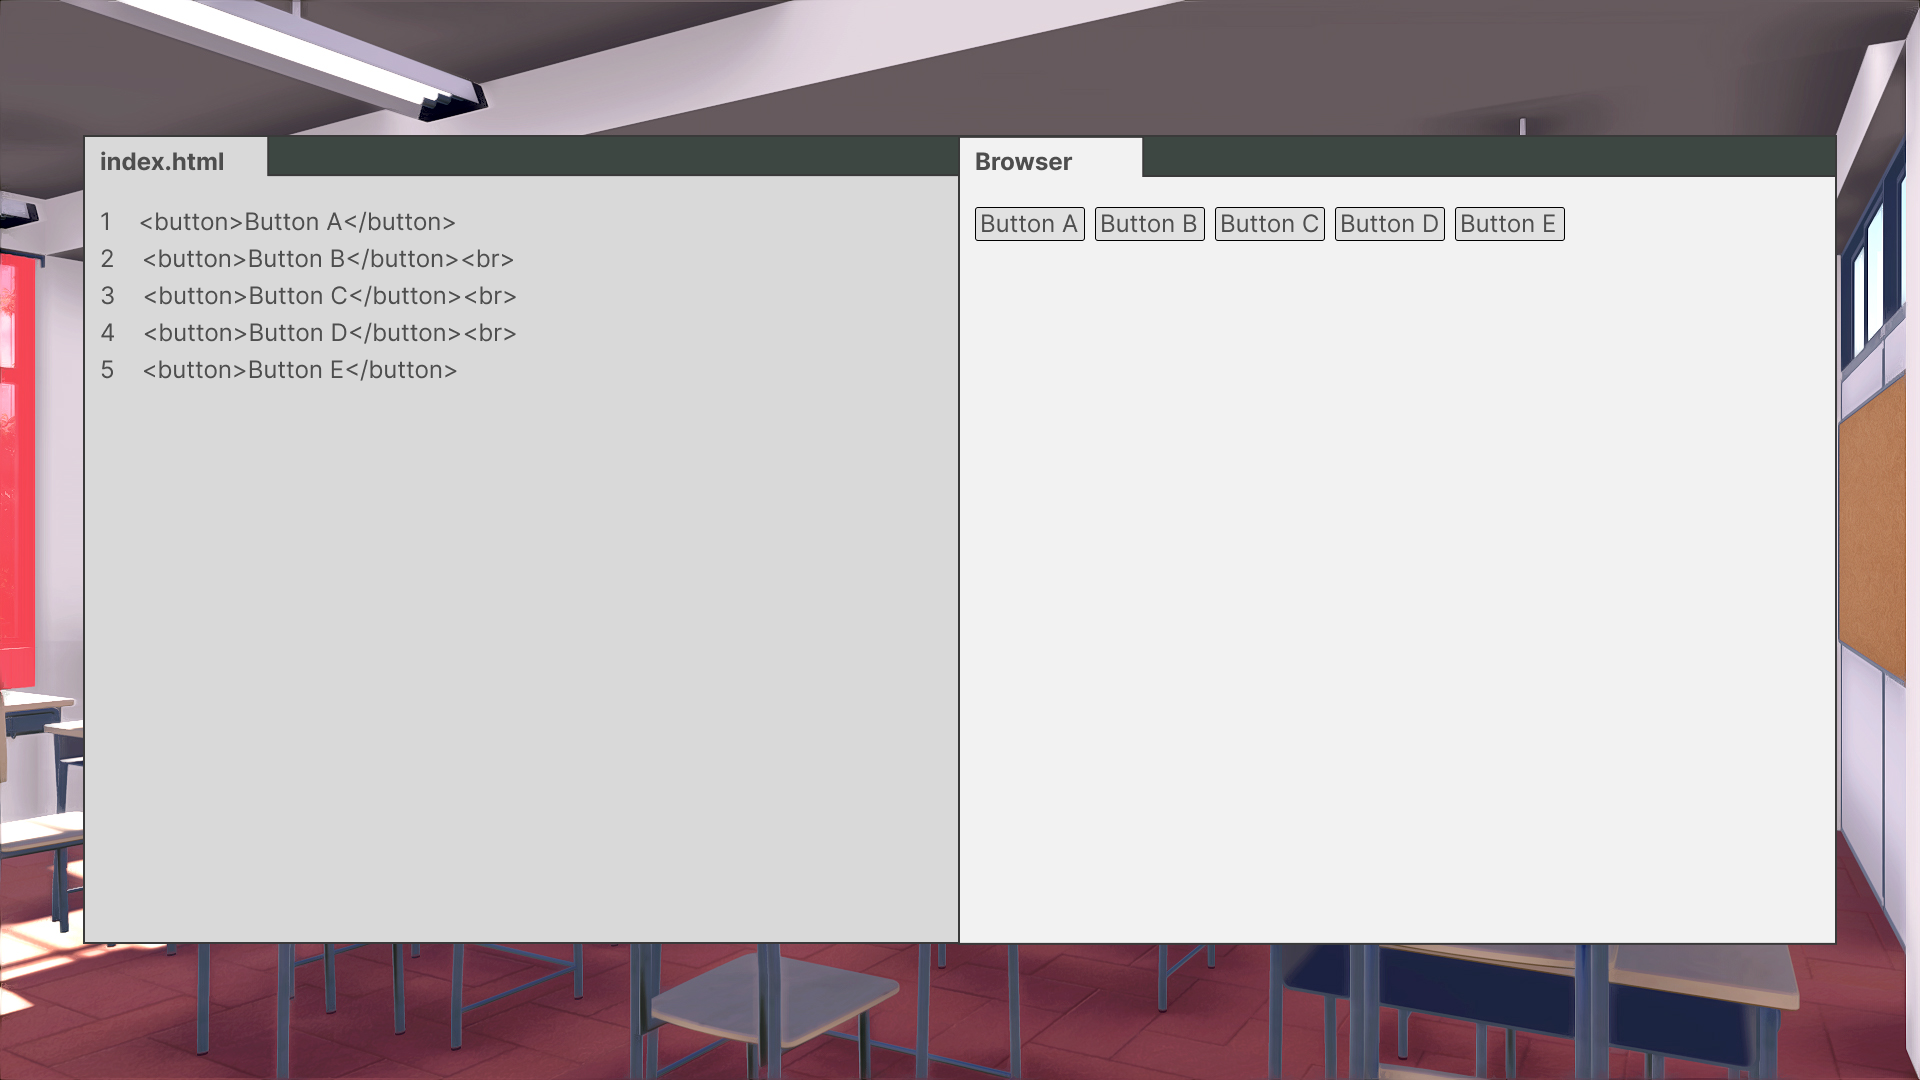 index.html
1 <button>Button A</button>
2 <button>Button B</button><br>
3 <button>Button C</button><br>
4 <button>Button D</button><br>
5 <button>Button E</button>
Browser
Button A Button B Button C Button D Button E